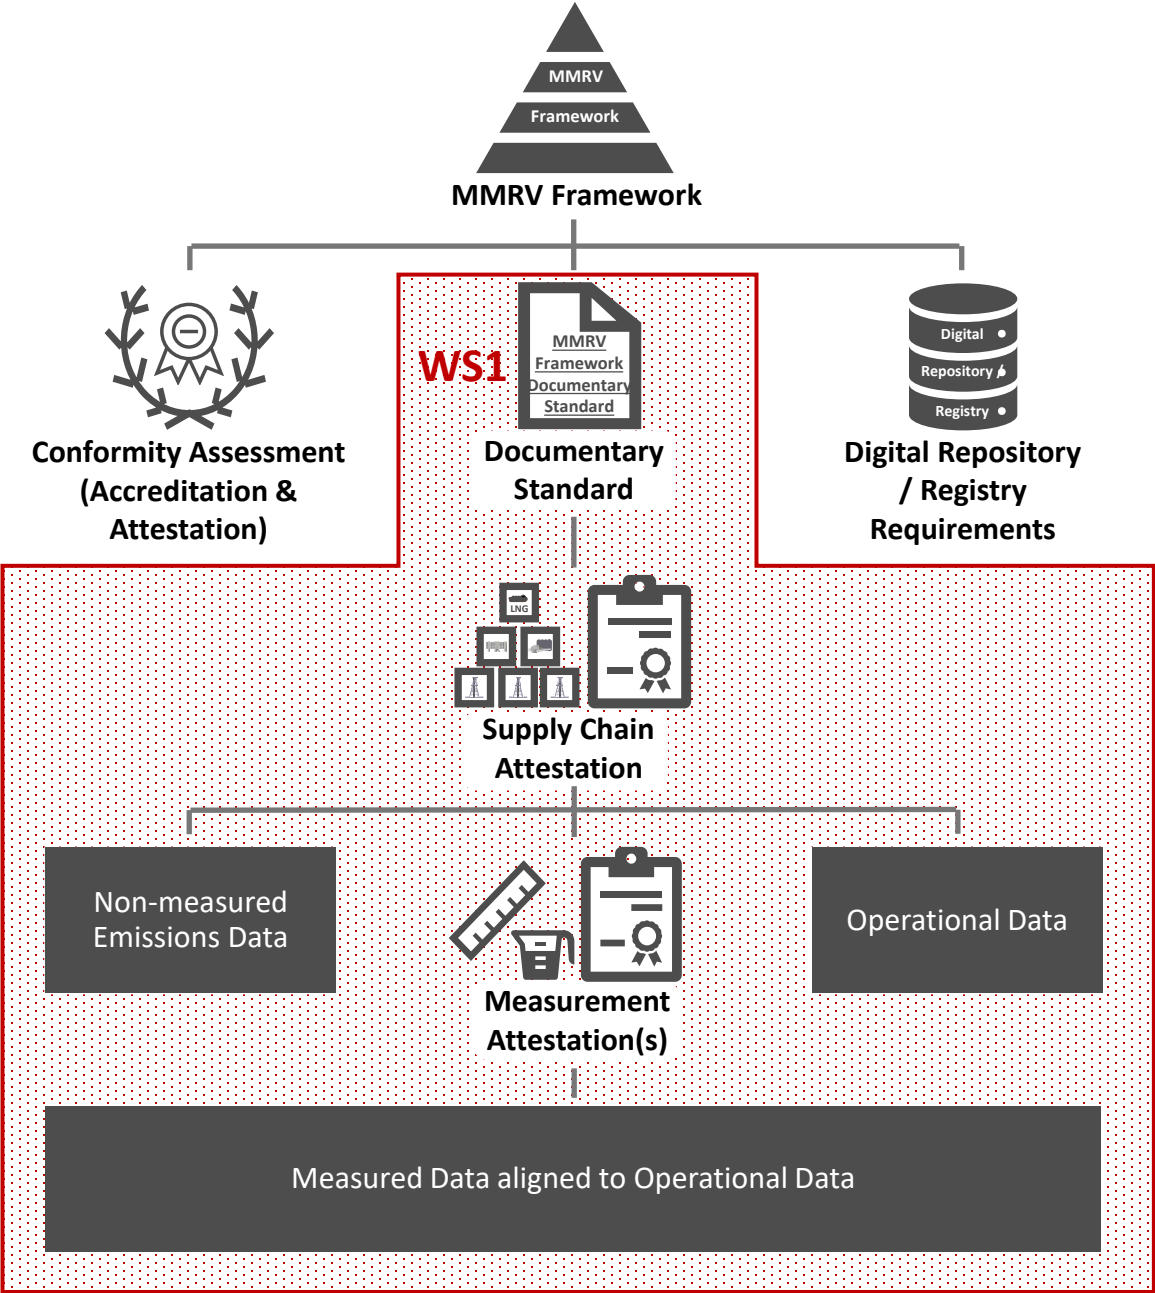 MMRV
Framework
MMRV Framework
WS1
MMRV
Framework
Documentary
Standard
Digital
Repository /
Registry
Conformity Assessment
(Accreditation &
Attestation)
Documentary
Standard
Digital Repository
/ Registry
Requirements
LNG
Supply Chain
Attestation
Non-measured
Emissions Data
Operational Data
Measurement
Attestation(s)
Measured Data aligned to Operational Data